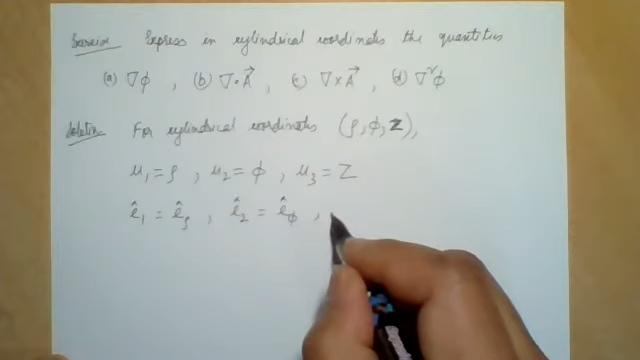 Exercise Express in cylindrical coordinates the quantities
(a) ∇ϕ , (b) ∇•A⃗ , (c) ∇×A⃗ , (d) ∇²ϕ
Solution For cylindrical coordinates (ρ, ϕ, Z),
u₁ = ρ , u₂ = ϕ , u₃ = Z
ê₁ = ê_ρ , ê₂ = ê_ϕ ,